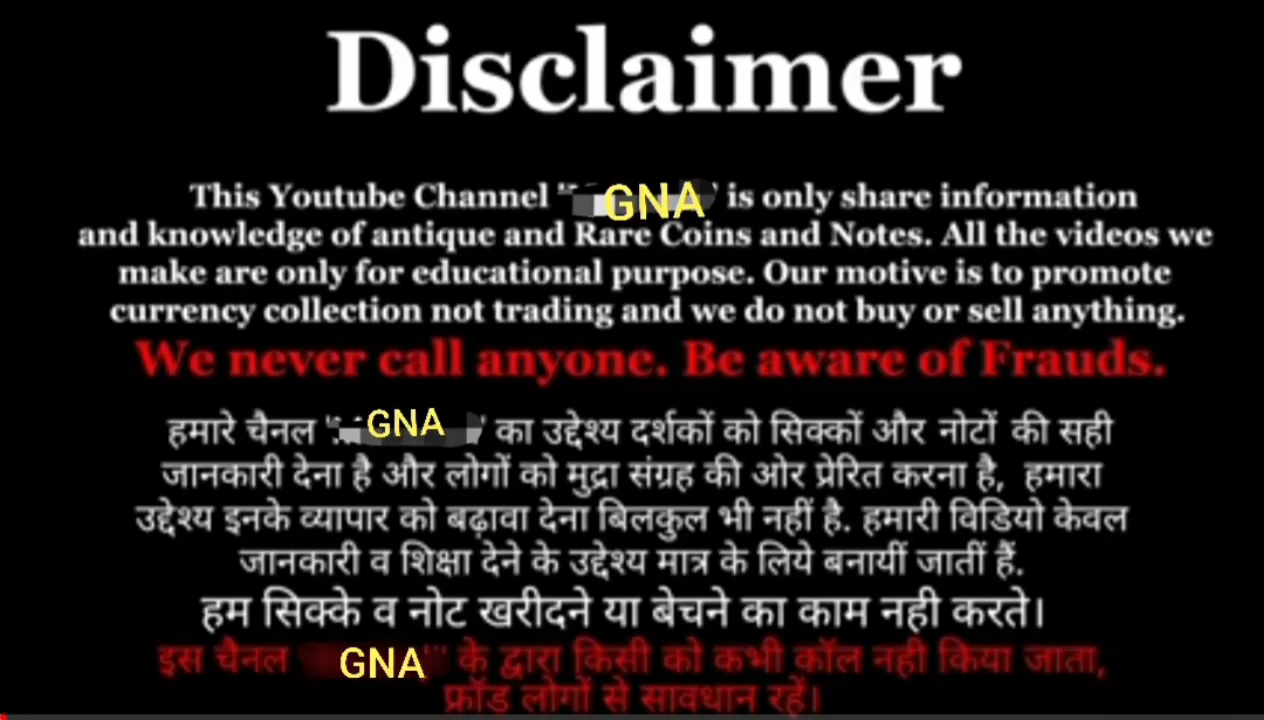 Disclaimer
This Youtube Channel " GNA " is only share information
and knowledge of antique and Rare Coins and Notes. All the videos we
make are only for educational purpose. Our motive is to promote
currency collection not trading and we do not buy or sell anything.
We never call anyone. Be aware of Frauds.
हमारे चैनल " GNA " का उद्देश्य दर्शकों को सिक्कों और नोटों की सही
जानकारी देना है और लोगों को मुद्रा संग्रह की ओर प्रेरित करना है, हमारा
उद्देश्य इनके व्यापार को बढ़ावा देना बिलकुल भी नहीं है. हमारी विडियो केवल
जानकारी व शिक्षा देने के उद्देश्य मात्र के लिये बनायीं जातीं हैं.
हम सिक्के व नोट खरीदने या बेचने का काम नही करते।
इस चैनल GNA " के द्वारा किसी को कभी कॉल नही किया जाता,
फ्रॉड लोगों से सावधान रहें।